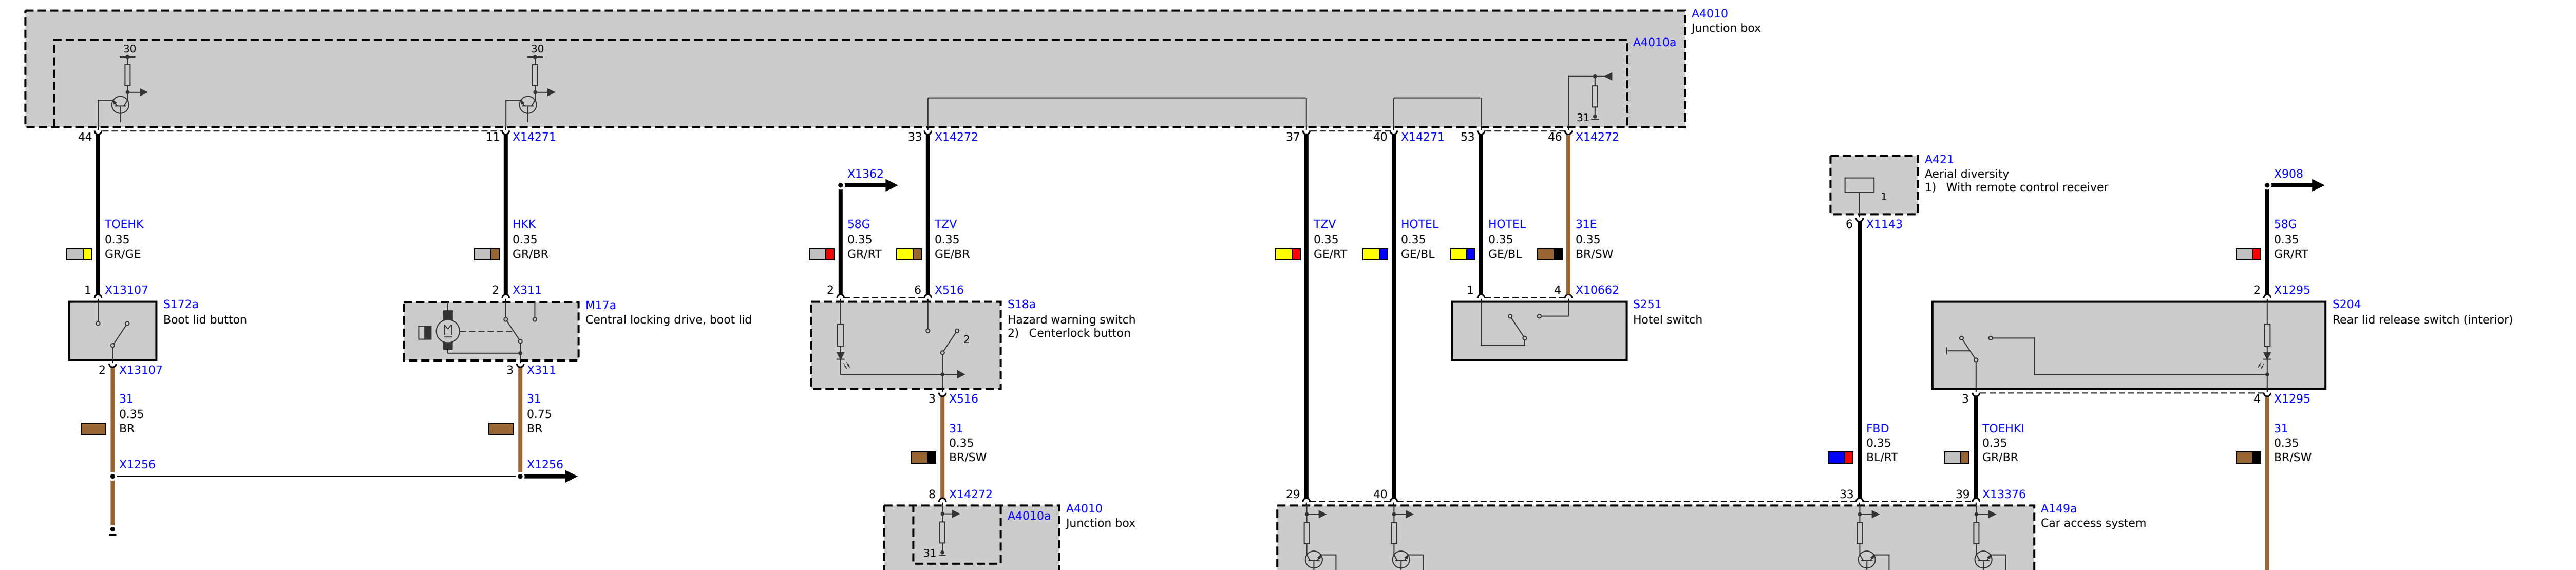 A4010
Junction box
A4010a
30
30
31
44
11
X14271
33
X14272
37
40
X14271
53
46
X14272
X1362
A421
Aerial diversity
1) With remote control receiver
1
X908
6
X1143
TOEHK
0.35
GR/GE
HKK
0.35
GR/BR
58G
0.35
GR/RT
TZV
0.35
GE/BR
TZV
0.35
GE/RT
HOTEL
0.35
GE/BL
HOTEL
0.35
GE/BL
31E
0.35
BR/SW
58G
0.35
GR/RT
1
X13107
2
X311
2
6
X516
1
4
X10662
2
X1295
S172a
Boot lid button
M
M17a
Central locking drive, boot lid
S18a
Hazard warning switch
2) Centerlock button
2
S251
Hotel switch
S204
Rear lid release switch (interior)
2
X13107
3
X311
3
X516
3
4
X1295
31
0.35
BR
31
0.75
BR
31
0.35
BR/SW
FBD
0.35
BL/RT
TOEHKI
0.35
GR/BR
31
0.35
BR/SW
X1256
X1256
8
X14272
29
40
33
39
X13376
A4010a
A4010
Junction box
31
A149a
Car access system